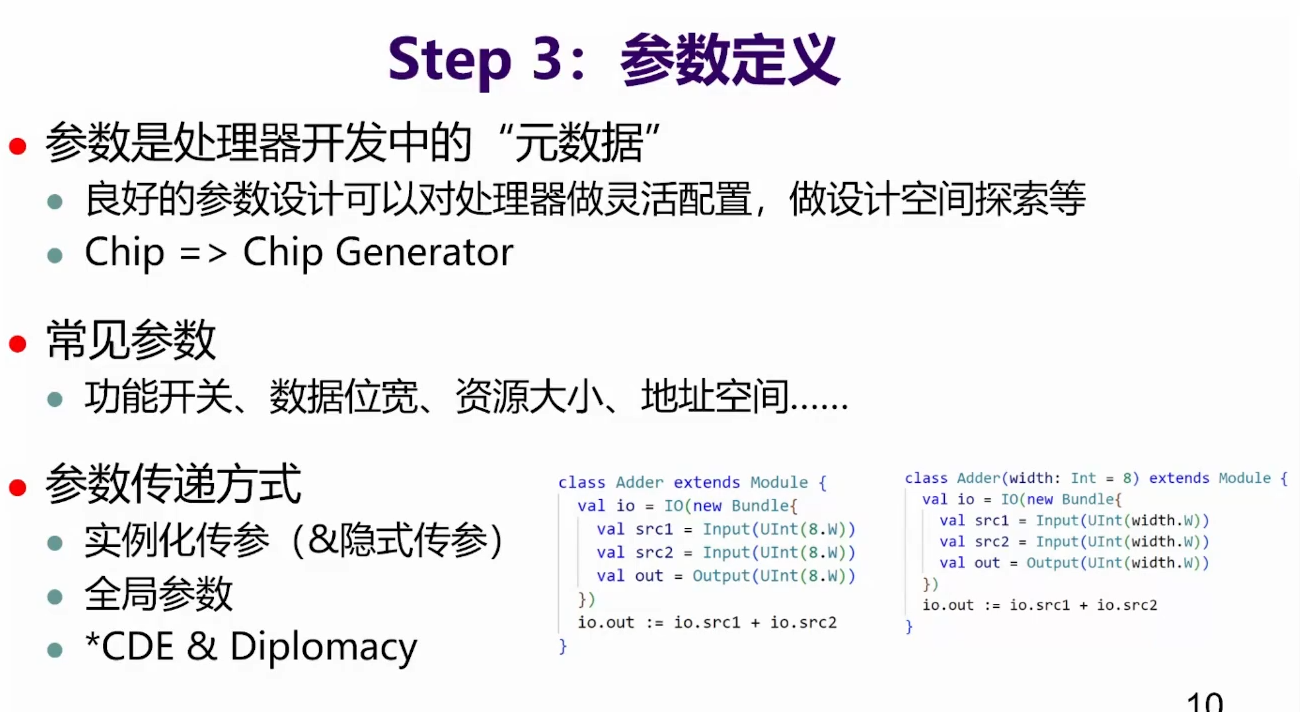 Step 3：参数定义
参数是处理器开发中的“元数据”
良好的参数设计可以对处理器做灵活配置，做设计空间探索等
Chip => Chip Generator
常见参数
功能开关、数据位宽、资源大小、地址空间……
参数传递方式
实例化传参（&隐式传参）
全局参数
*CDE & Diplomacy
class Adder extends Module {
val io = IO(new Bundle{
val src1 = Input(UInt(8.W))
val src2 = Input(UInt(8.W))
val out = Output(UInt(8.W))
})
io.out := io.src1 + io.src2
}
class Adder(width: Int = 8) extends Module {
val io = IO(new Bundle{
val src1 = Input(UInt(width.W))
val src2 = Input(UInt(width.W))
val out = Output(UInt(width.W))
})
io.out := io.src1 + io.src2
}
10